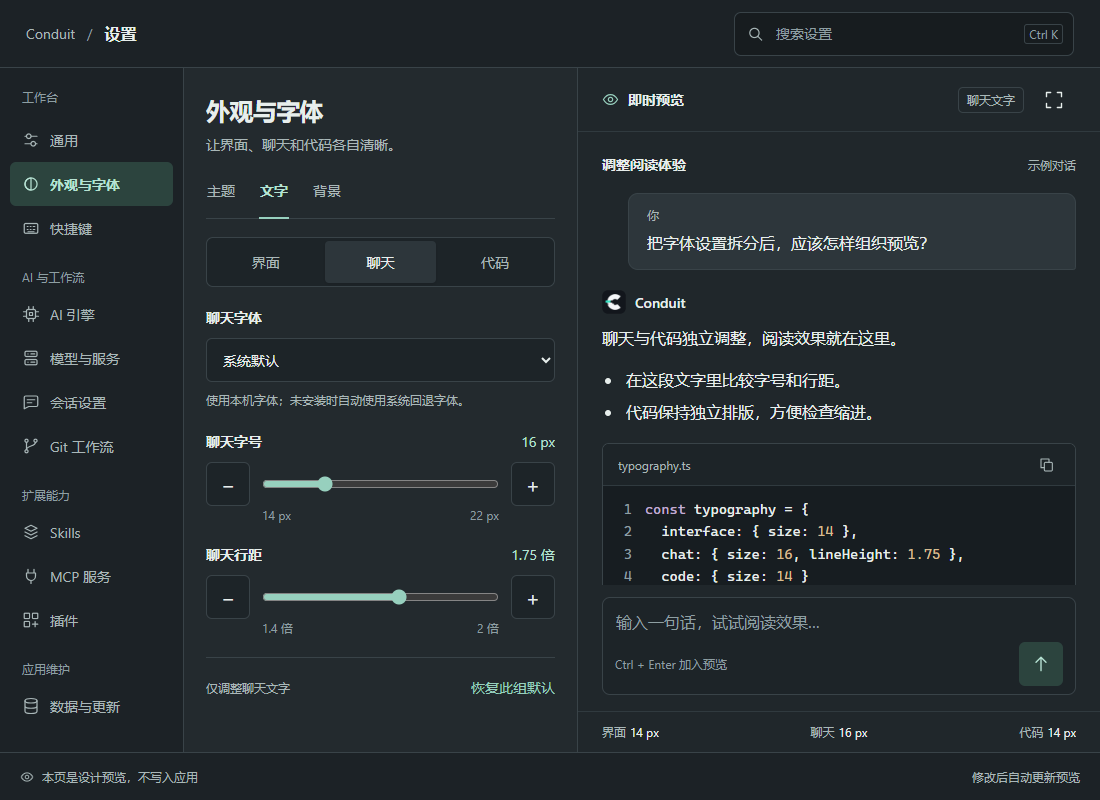 Conduit / 设置
搜索设置
Ctrl K
工作台
通用
外观与字体
快捷键
AI 与工作流
AI 引擎
模型与服务
会话设置
Git 工作流
扩展能力
Skills
MCP 服务
插件
应用维护
数据与更新
外观与字体
让界面、聊天和代码各自清晰。
主题 文字 背景
界面 聊天 代码
聊天字体
系统默认
使用本机字体；未安装时自动使用系统回退字体。
聊天字号 16 px
− +
14 px 22 px
聊天行距 1.75 倍
− +
1.4 倍 2 倍
仅调整聊天文字 恢复此组默认
即时预览 聊天文字
调整阅读体验 示例对话
你
把字体设置拆分后，应该怎样组织预览？
Conduit
聊天与代码独立调整，阅读效果就在这里。
• 在这段文字里比较字号和行距。
• 代码保持独立排版，方便检查缩进。
typography.ts
1 const typography = {
2 interface: { size: 14 },
3 chat: { size: 16, lineHeight: 1.75 },
4 code: { size: 14 }
输入一句话，试试阅读效果...
Ctrl + Enter 加入预览
界面 14 px 聊天 16 px 代码 14 px
本页是设计预览，不写入应用 修改后自动更新预览